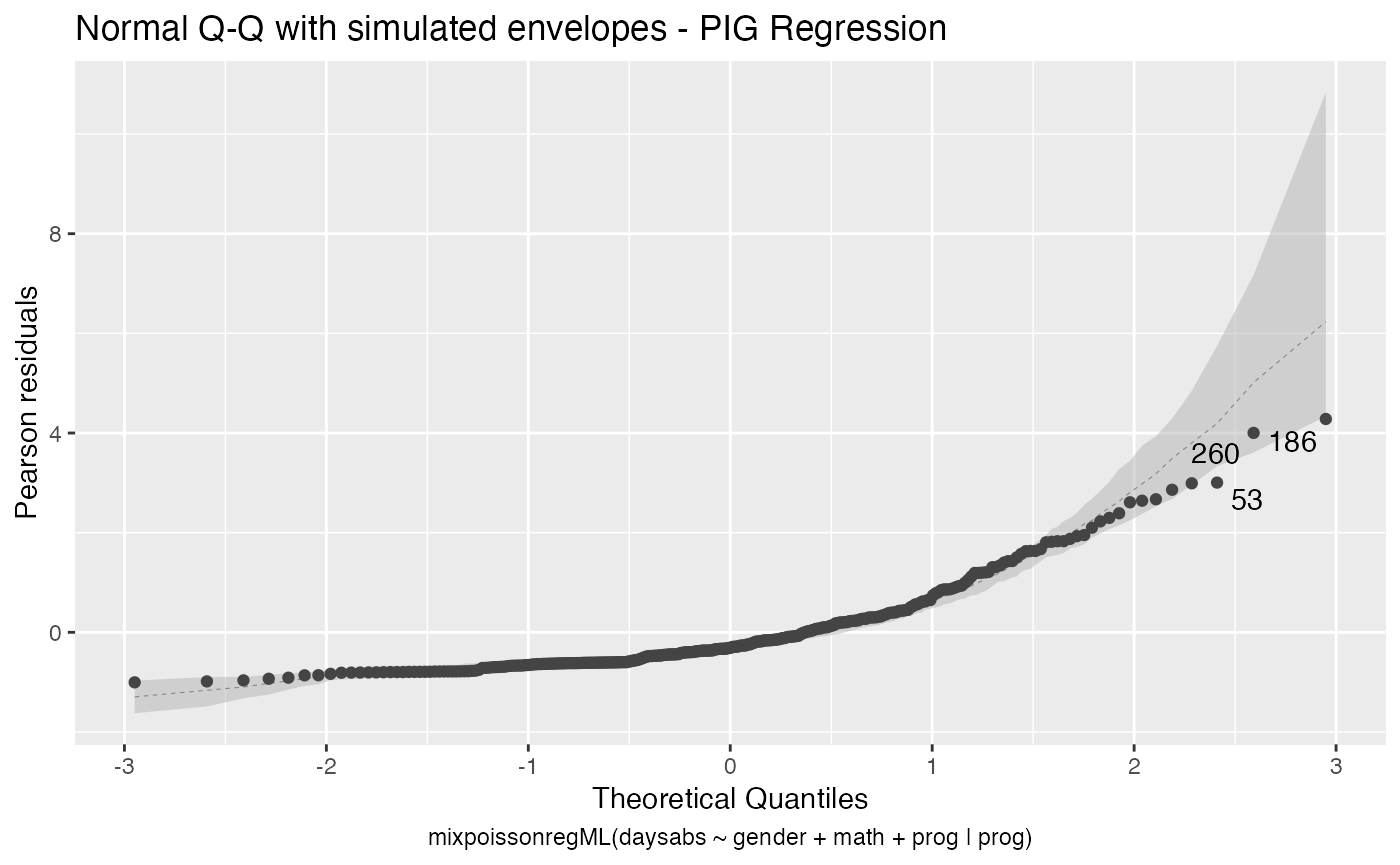 Normal Q-Q with simulated envelopes - PIG Regression
Pearson residuals
8
4
0
260
186
53
-3 -2 -1 0 1 2 3
Theoretical Quantiles
mixpoissonregML(daysabs ~ gender + math + prog | prog)